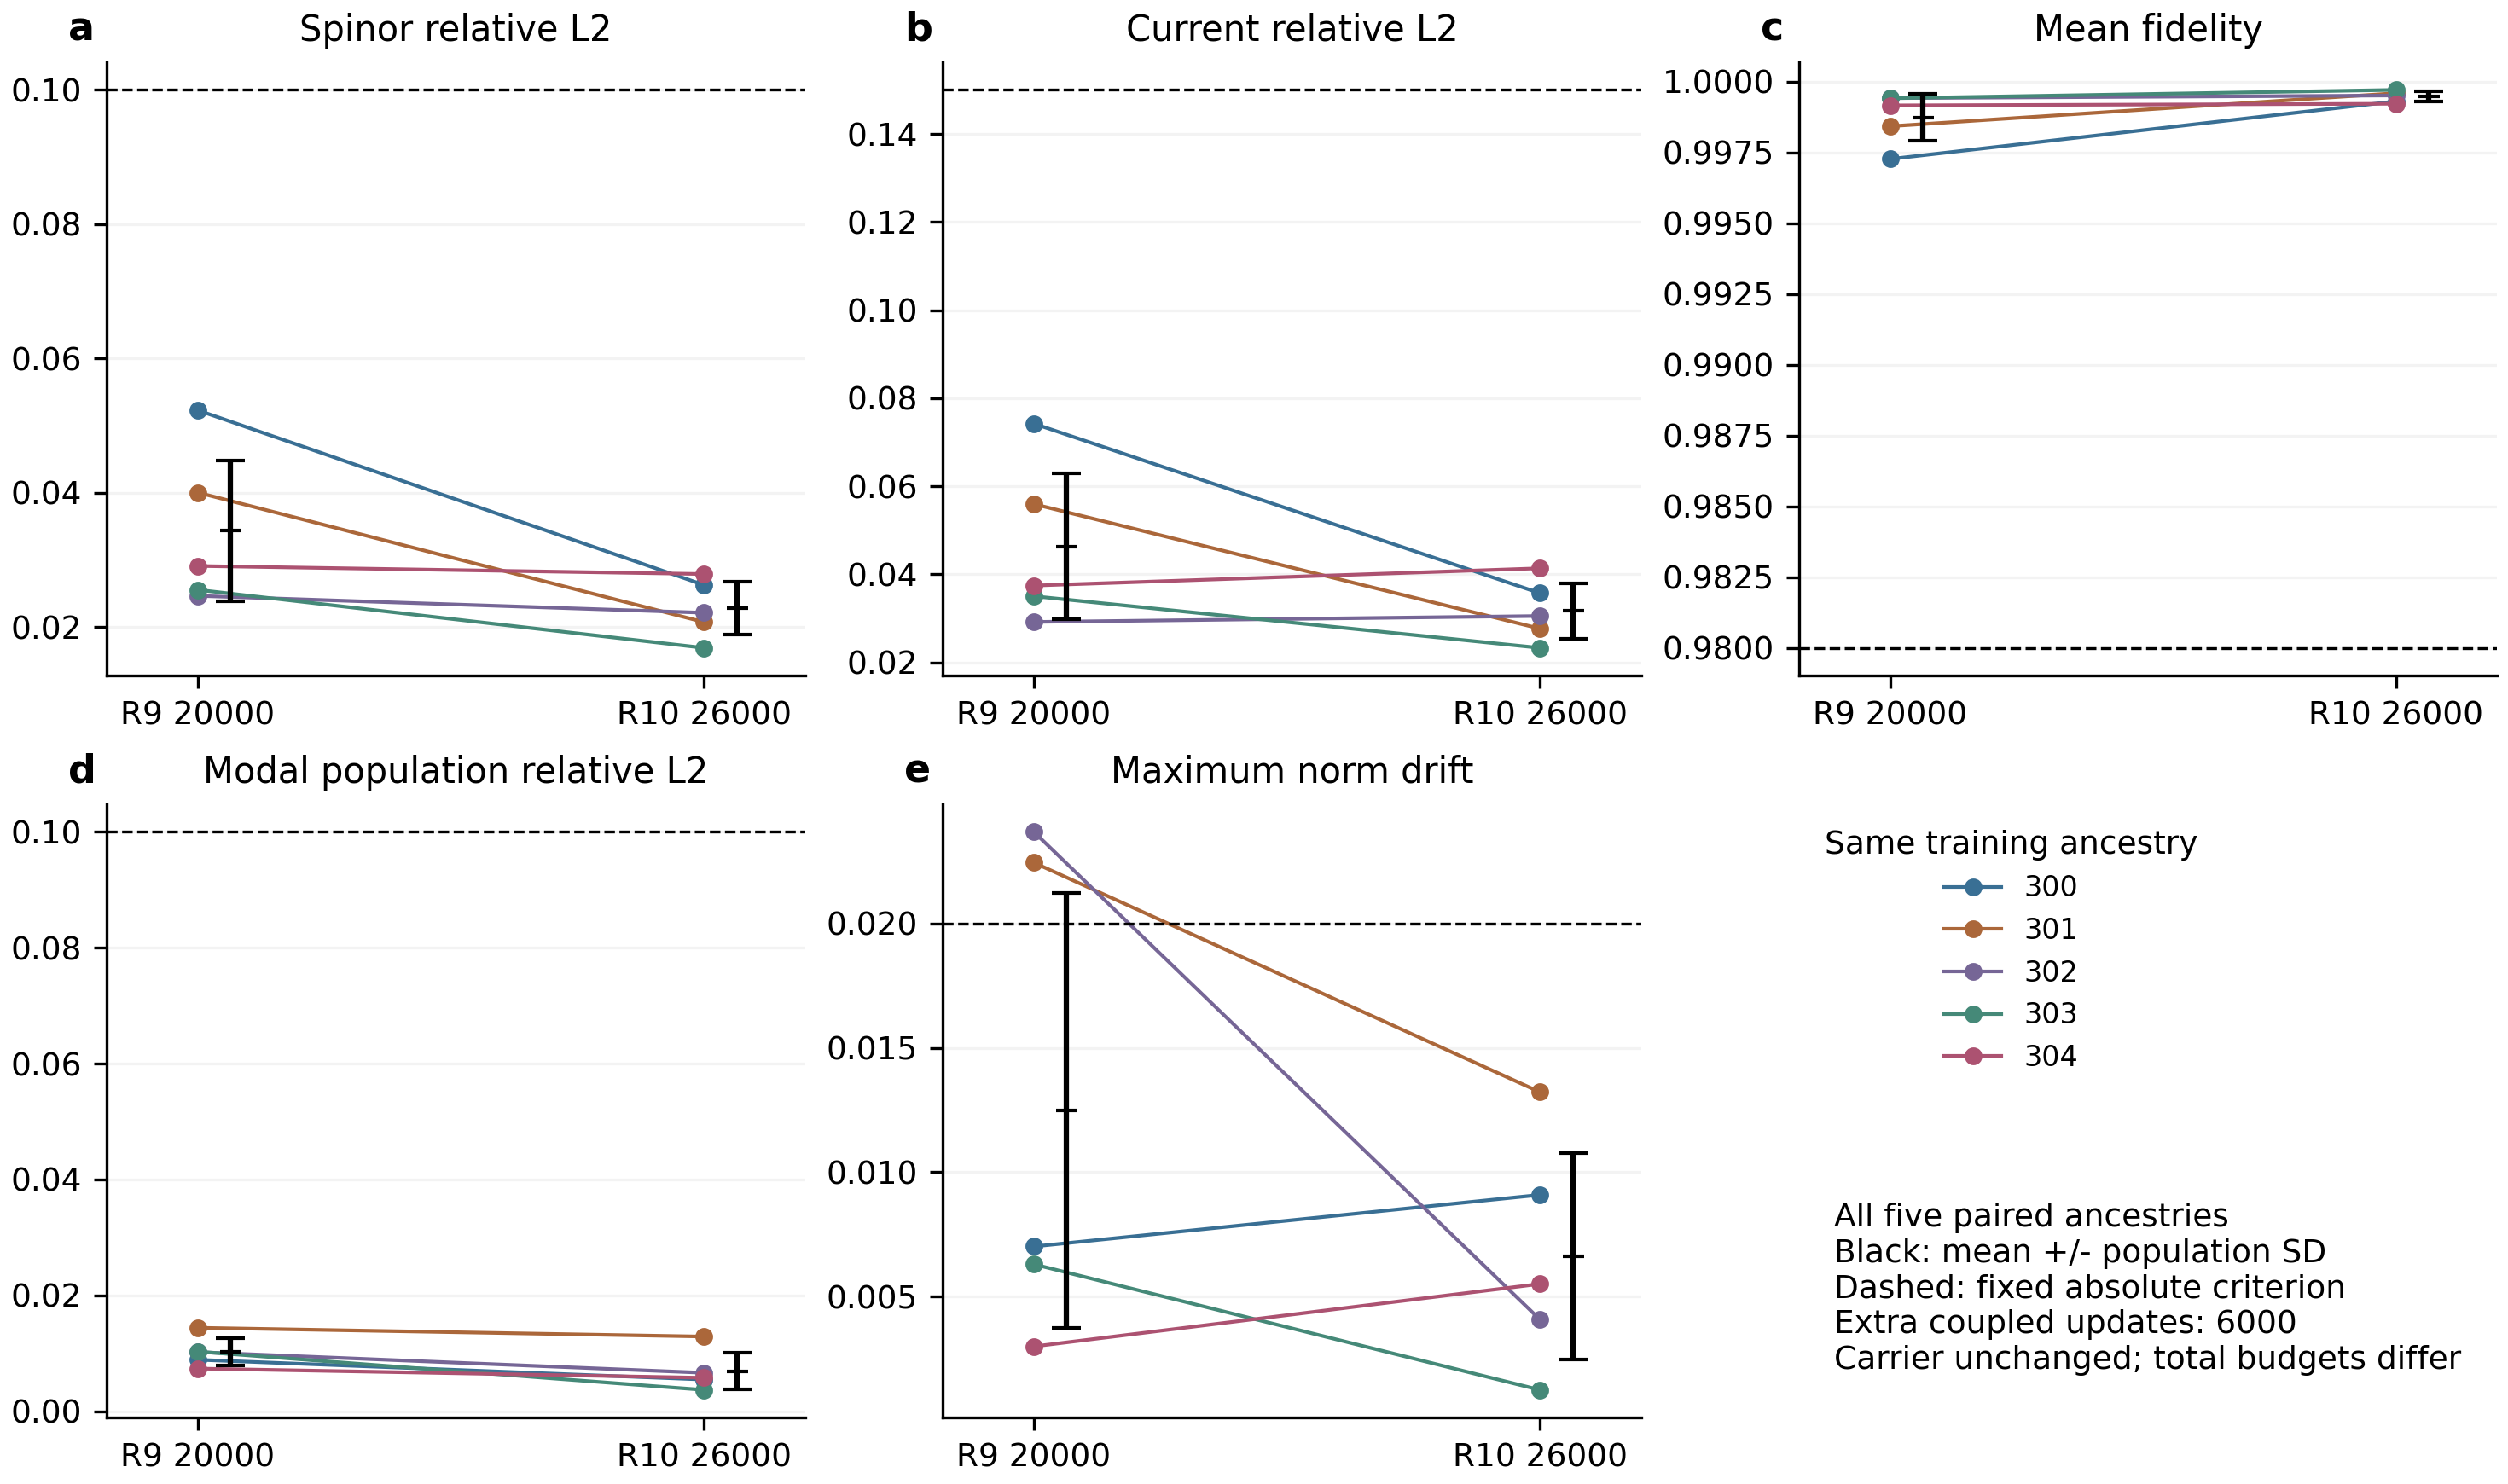 a Spinor relative L2
0.10
0.08
0.06
0.04
0.02
R9 20000 R10 26000
b Current relative L2
0.14
0.12
0.10
0.08
0.06
0.04
0.02
R9 20000 R10 26000
c Mean fidelity
1.0000
0.9975
0.9950
0.9925
0.9900
0.9875
0.9850
0.9825
0.9800
R9 20000 R10 26000
d Modal population relative L2
0.10
0.08
0.06
0.04
0.02
0.00
R9 20000 R10 26000
e Maximum norm drift
0.020
0.015
0.010
0.005
R9 20000 R10 26000
Same training ancestry
300
301
302
303
304
All five paired ancestries
Black: mean +/- population SD
Dashed: fixed absolute criterion
Extra coupled updates: 6000
Carrier unchanged; total budgets differ